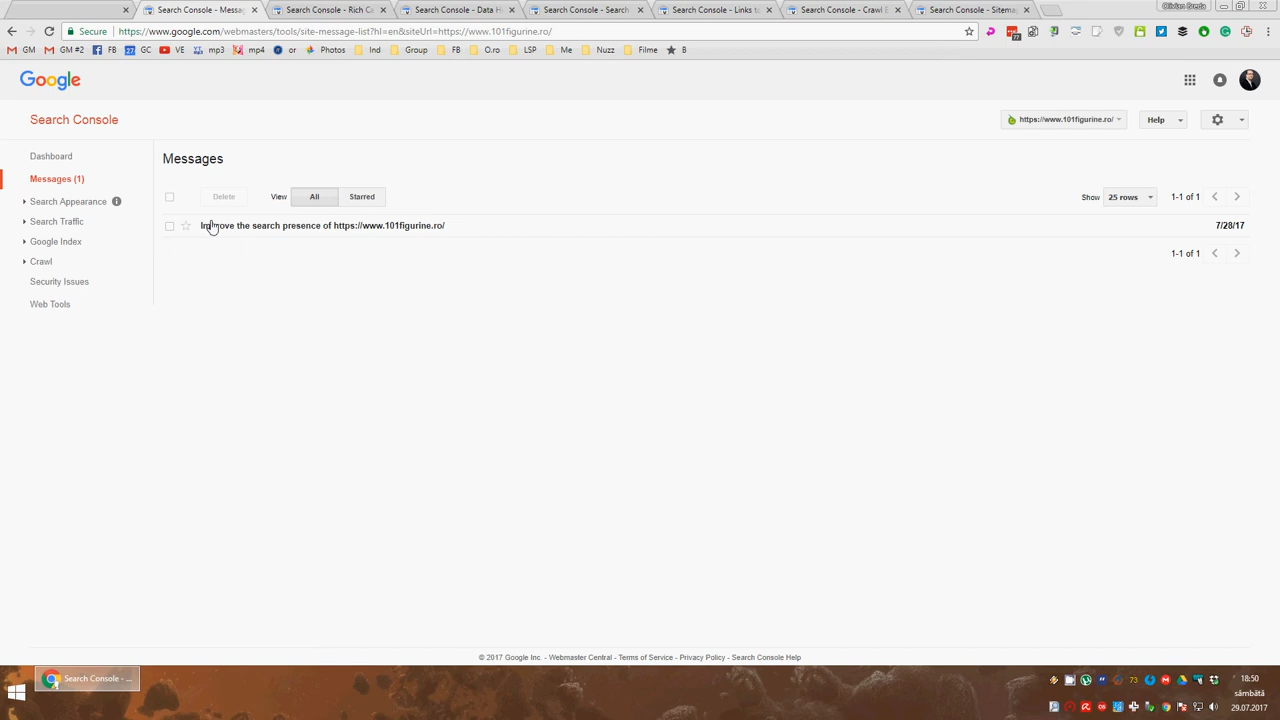 Search Console - Messa
Search Console - Rich Ca
Search Console - Data H
Search Console - Search
Search Console - Links to
Search Console - Crawl E
Search Console - Sitema
Secure
https://www.google.com/webmasters/tools/site-message-list?hl=en&siteUrl=https://www.101figurine.ro/
77
GM
GM #2
FB
27
GC
VE
mp3
mp4
or
Photos
Ind
Group
FB
O.ro
LSP
Me
Nuzz
Filme
B
Google
Search Console
https://www.101figurine.ro/
Help
Dashboard
Messages (1)
Search Appearance
Search Traffic
Google Index
Crawl
Security Issues
Web Tools
Messages
Delete
View
All
Starred
Show
25 rows
1-1 of 1
Improve the search presence of https://www.101figurine.ro/
7/28/17
1-1 of 1
© 2017 Google Inc. - Webmaster Central - Terms of Service - Privacy Policy - Search Console Help
Search Console - ...
73
18:50
sâmbătă
29.07.2017